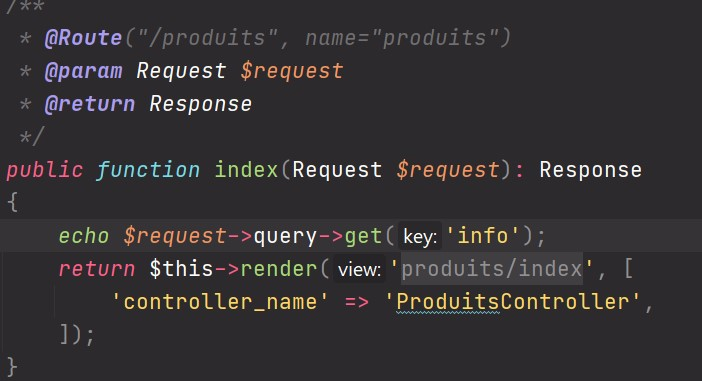 /**
 * @Route("/produits", name="produits")
 * @param Request $request
 * @return Response
 */
public function index(Request $request): Response
{
    echo $request->query->get( key: 'info');
    return $this->render( view: 'produits/index', [
        'controller_name' => 'ProduitsController',
    ]);
}